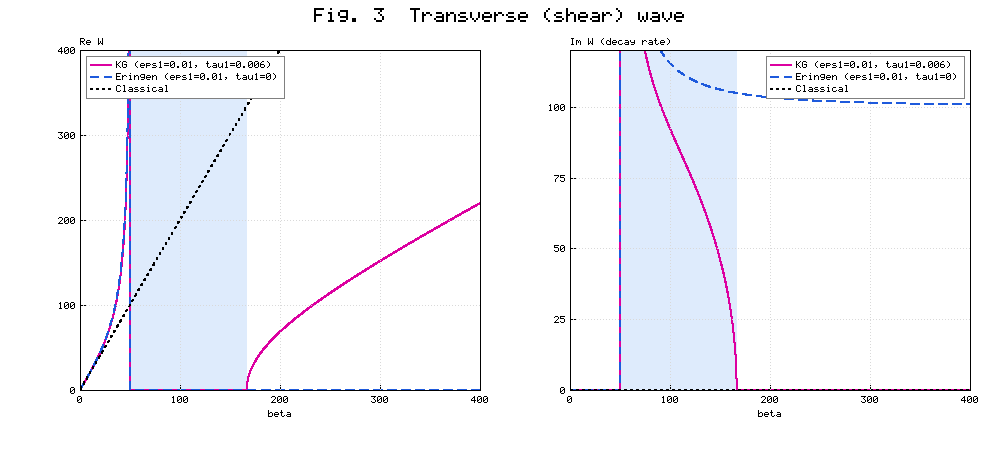 Fig. 3 Transverse (shear) wave
Re W
400
300
200
100
0
0 100 200 300 400
beta
KG (eps1=0.01, tau1=0.006)
Eringen (eps1=0.01, tau1=0)
Classical
Im W (decay rate)
100
75
50
25
0
0 100 200 300 400
beta
KG (eps1=0.01, tau1=0.006)
Eringen (eps1=0.01, tau1=0)
Classical